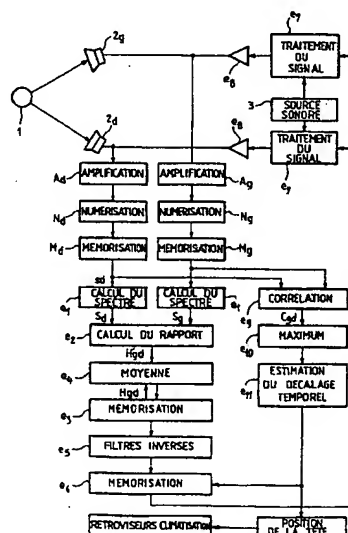 2g
e7
TRAITEMENT
DU
SIGNAL
e8
3
SOURCE
SONORE
1
2d
e8
TRAITEMENT
DU
SIGNAL
e7
Ad
AMPLIFICATION
AMPLIFICATION
Ag
Nd
NUMERISATION
NUMERISATION
Ng
Md
MEMORISATION
MEMORISATION
Mg
sd
e1
CALCUL DU
SPECTRE
CALCUL DU
SPECTRE
e1
CORRÉLATION
e9
Sd
Sg
Cgd
e2
CALCUL DU RAPPORT
MAXIMUM
e10
Hgd
e4
MOYENNE
ESTIMATION
DU DECALAGE
TEMPOREL
e11
Hgd
e3
MEMORISATION
e5
FILTRES INVERSES
e6
MEMORISATION
RETROVISEURS CLIMATISATION
POSITION
DE LA TÊTE